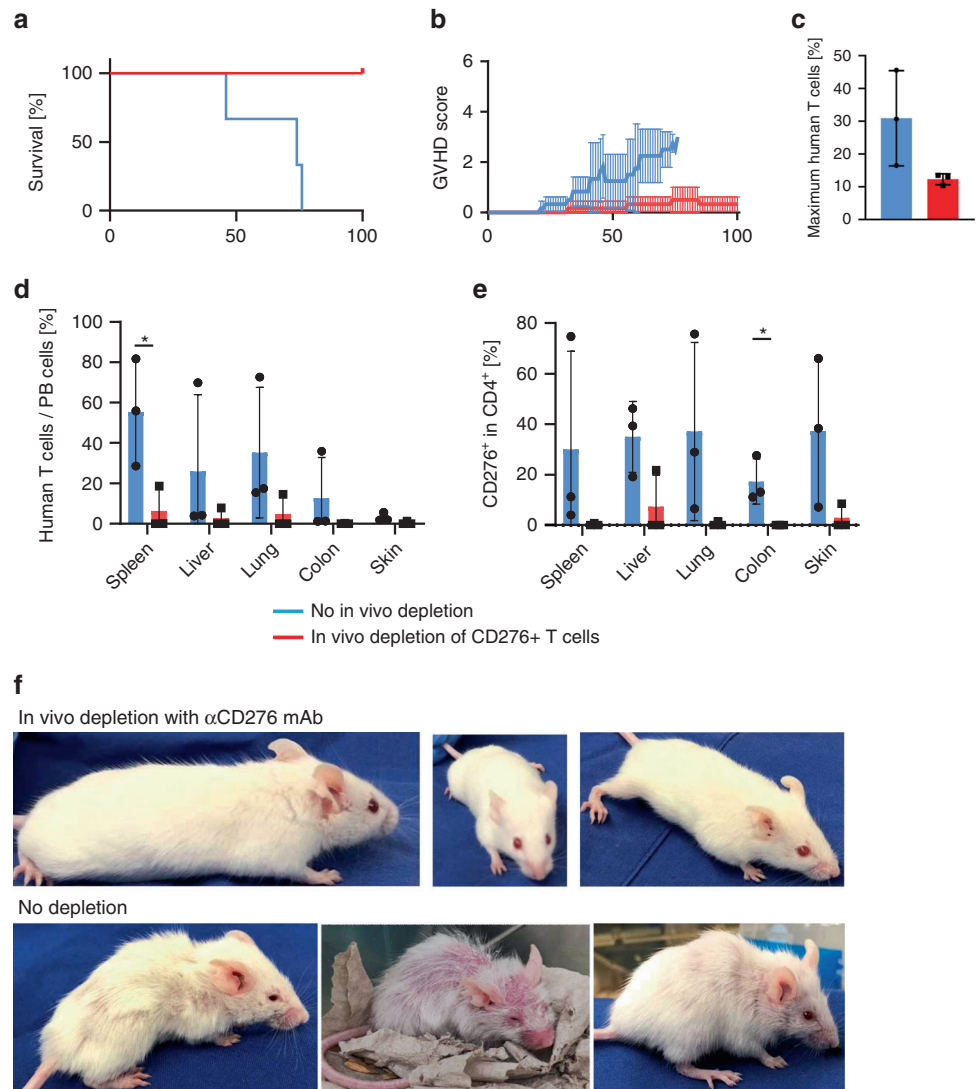 a
Survival [%]
100
50
0
0 50 100
b
GVHD score
6
4
2
0
0 50 100
c
Maximum human T cells [%]
50
40
30
20
10
0
d
Human T cells / PB cells [%]
100
80
60
40
20
0
*
Spleen Liver Lung Colon Skin
e
CD276+ in CD4+ [%]
80
60
40
20
0
*
Spleen Liver Lung Colon Skin
No in vivo depletion
In vivo depletion of CD276+ T cells
f
In vivo depletion with αCD276 mAb
No depletion